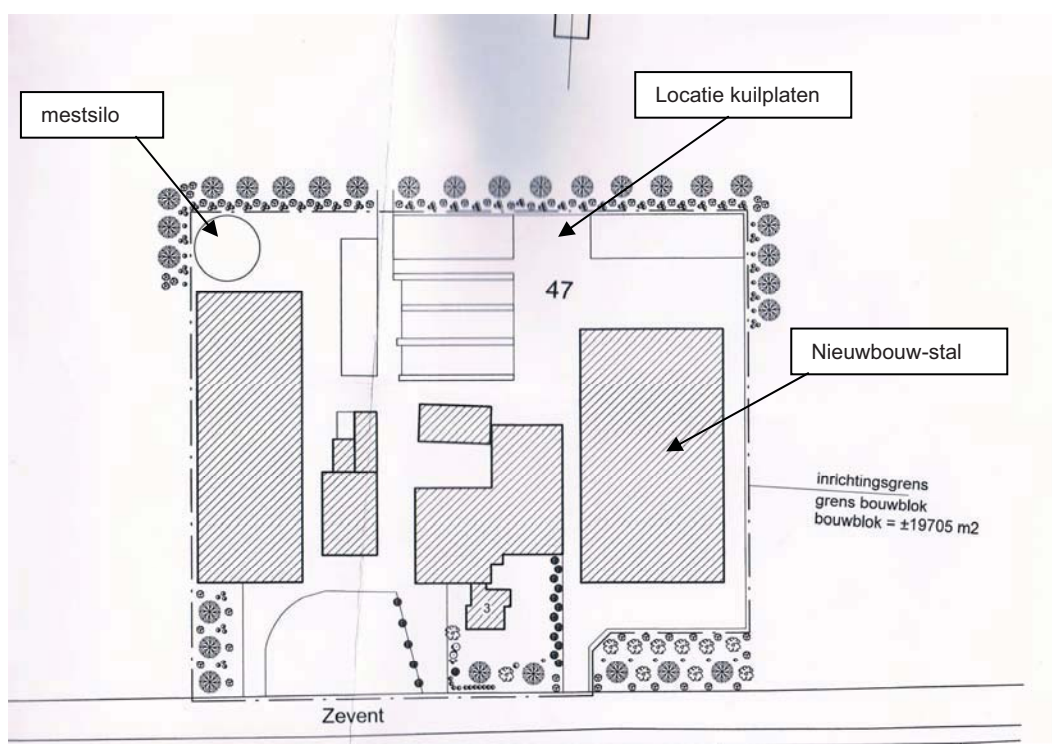 Locatie kuilplaten
mestsilo
47
Nieuwbouw-stal
inrichtingsgrens
grens bouwblok
bouwblok = ±19705 m2
3
Zevent